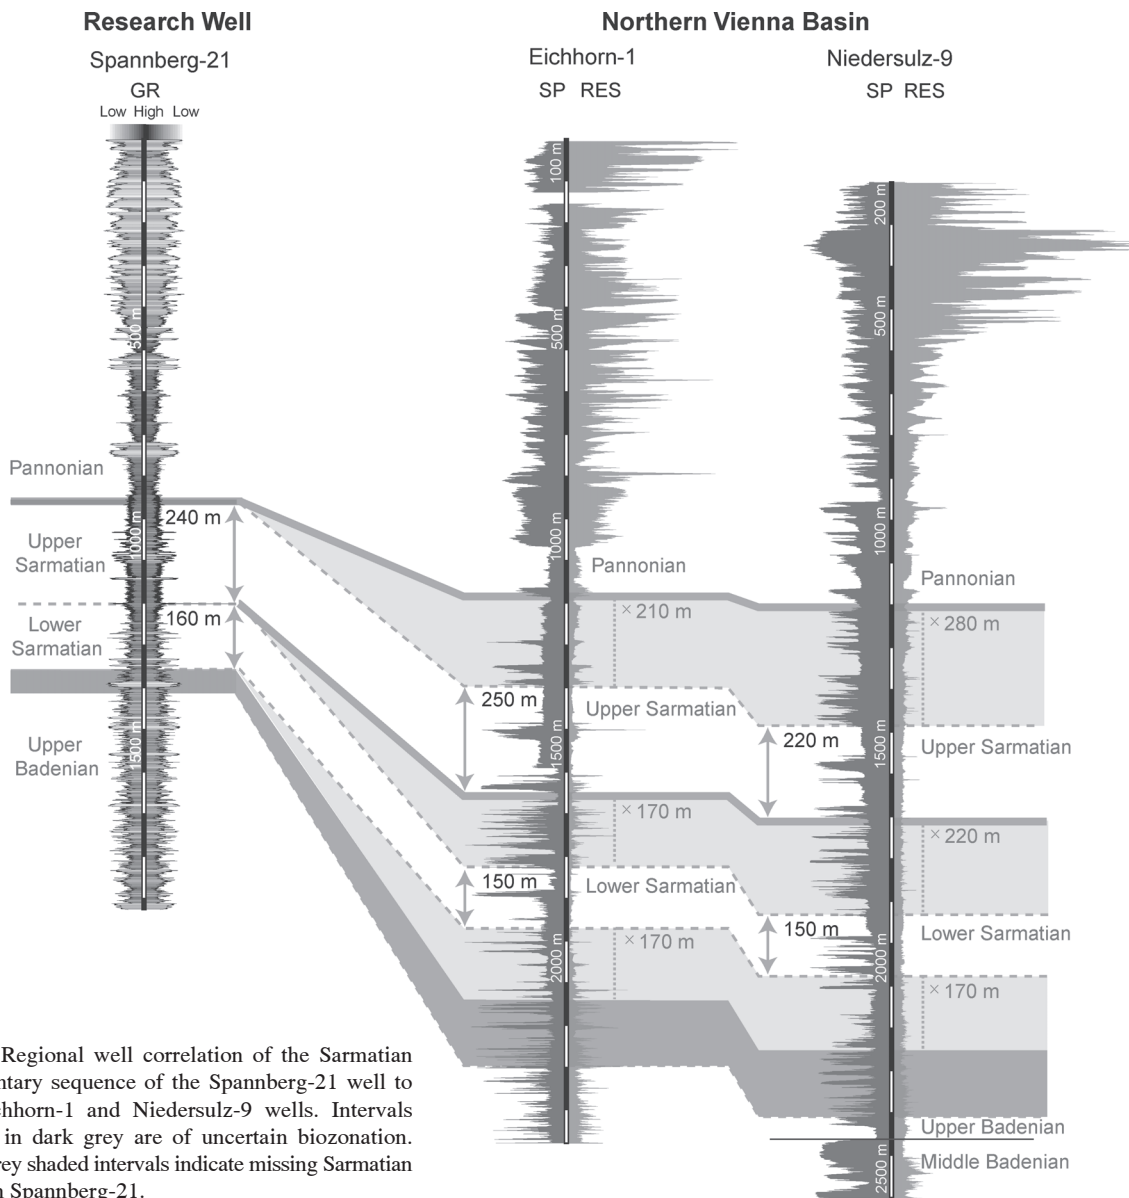 Research Well
Northern Vienna Basin
Spannberg-21
Eichhorn-1
Niedersulz-9
GR
SP RES
SP RES
Low High Low
100 m
200 m
500 m
500 m
500 m
Pannonian
240 m
1000 m
1000 m
1000 m
Upper
Sarmatian
Pannonian
Pannonian
160 m
× 210 m
× 280 m
Lower
Sarmatian
250 m
Upper Sarmatian
220 m
Upper Sarmatian
Upper
Badenian
1500 m
1500 m
1500 m
× 170 m
× 220 m
150 m
Lower Sarmatian
150 m
Lower Sarmatian
× 170 m
2000 m
2000 m
× 170 m
Regional well correlation of the Sarmatian
ntary sequence of the Spannberg-21 well to
chhorn-1 and Niedersulz-9 wells. Intervals
in dark grey are of uncertain biozonation.
rey shaded intervals indicate missing Sarmatian
n Spannberg-21.
Upper Badenian
Middle Badenian
2500 m